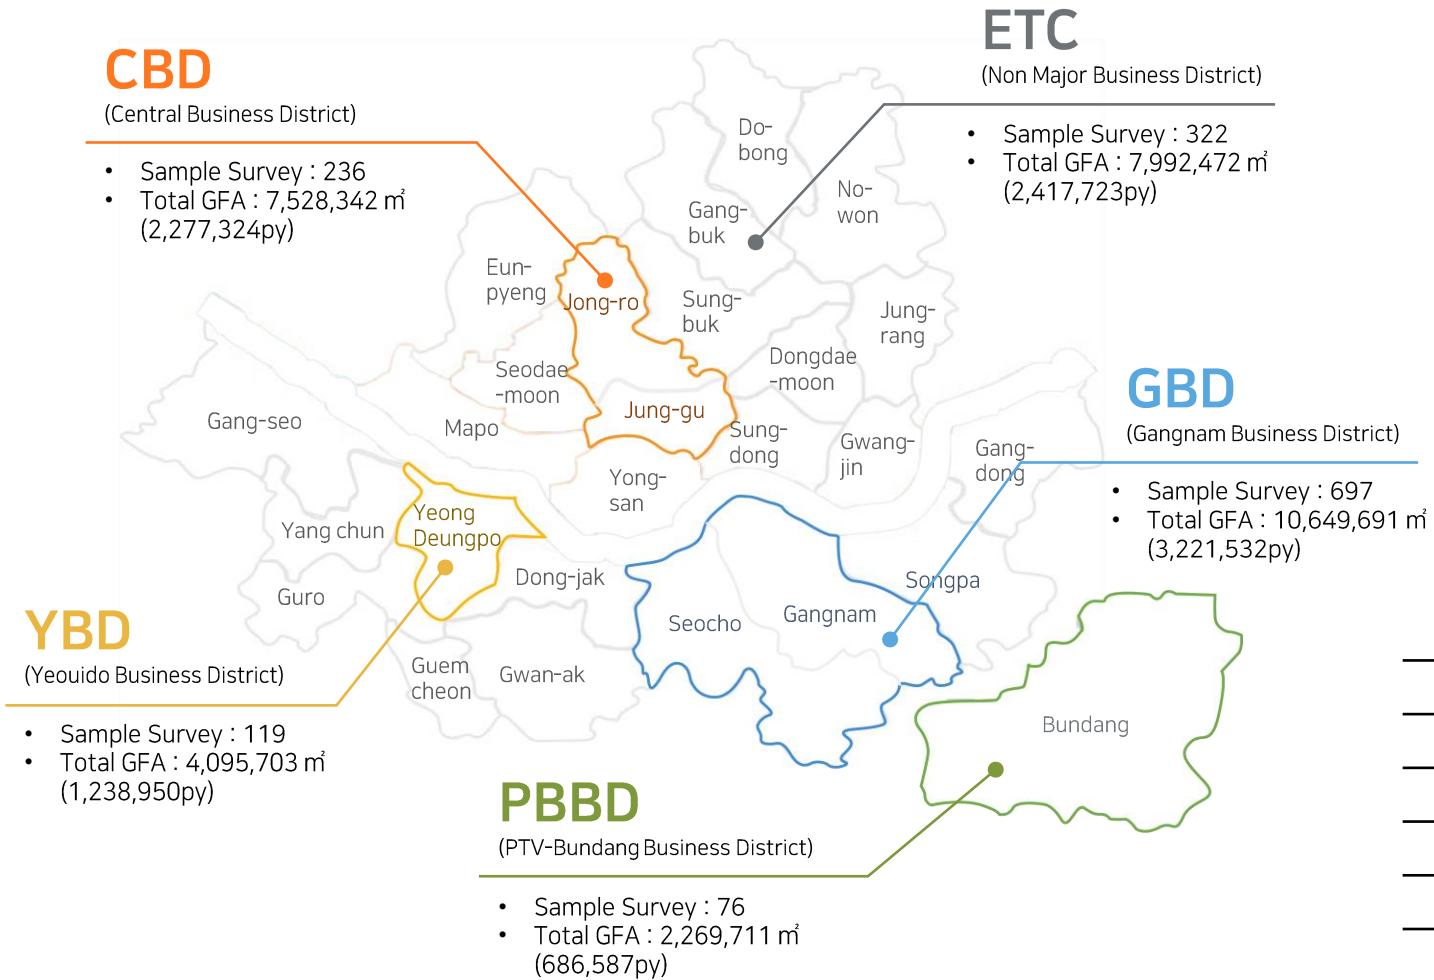 ETC
(Non Major Business District)
• Sample Survey : 322
• Total GFA : 7,992,472 ㎡
(2,417,723py)
CBD
(Central Business District)
• Sample Survey : 236
• Total GFA : 7,528,342 ㎡
(2,277,324py)
Do-
bong
No-
won
Gang-
buk
Eun-
pyeng
Jong-ro
Sung-
buk
Jung-
rang
Dongdae
-moon
Seodae
-moon
Gang-seo
Mapo
Jung-gu
Sung-
dong
Gwang-
jin
Gang-
dong
GBD
(Gangnam Business District)
• Sample Survey : 697
• Total GFA : 10,649,691 ㎡
(3,221,532py)
Yong-
san
Yang chun
Yeong
Deungpo
Guro
Dong-jak
Seocho
Gangnam
Songpa
YBD
(Yeouido Business District)
• Sample Survey : 119
• Total GFA : 4,095,703 ㎡
(1,238,950py)
Guem
cheon
Gwan-ak
Bundang
PBBD
(PTV-Bundang Business District)
• Sample Survey : 76
• Total GFA : 2,269,711 ㎡
(686,587py)